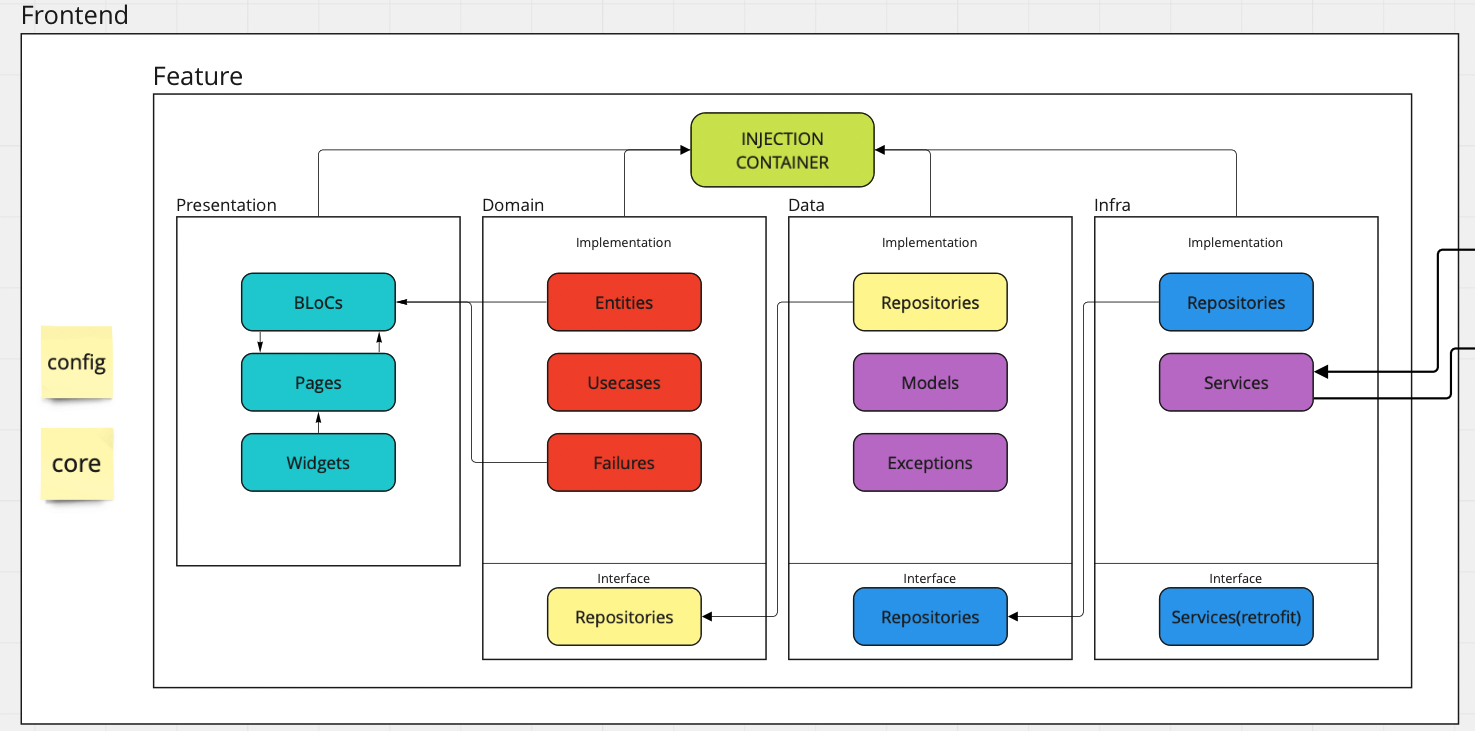 Frontend
Feature
INJECTION
CONTAINER
Presentation
BLoCs
Pages
Widgets
Domain
Implementation
Entities
Usecases
Failures
Interface
Repositories
Data
Implementation
Repositories
Models
Exceptions
Interface
Repositories
Infra
Implementation
Repositories
Services
Interface
Services(retrofit)
config
core